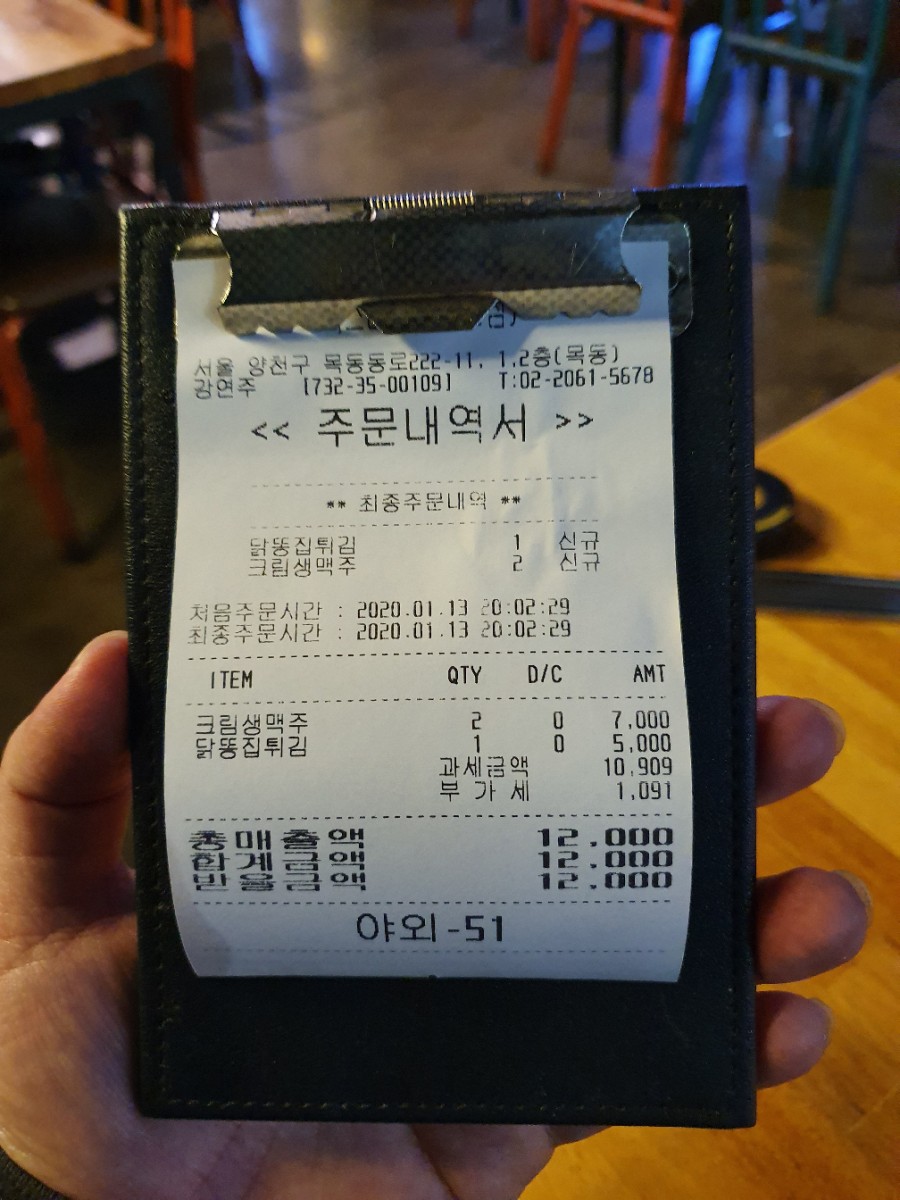 서울 양천구 목동동로222-11, 1,2층(목동)
강연주 [732-35-00109] T:02-2061-5678
<< 주문내역서 >>
** 최종주문내역 **
닭똥집튀김 1 신규
크림생맥주 2 신규
처음주문시간 : 2020.01.13 20:02:29
최종주문시간 : 2020.01.13 20:02:29
ITEM QTY D/C AMT
크림생맥주 2 0 7,000
닭똥집튀김 1 0 5,000
과세금액 10,909
부 가 세 1,091
총매출액 12,000
합계금액 12,000
받을금액 12,000
야외-51